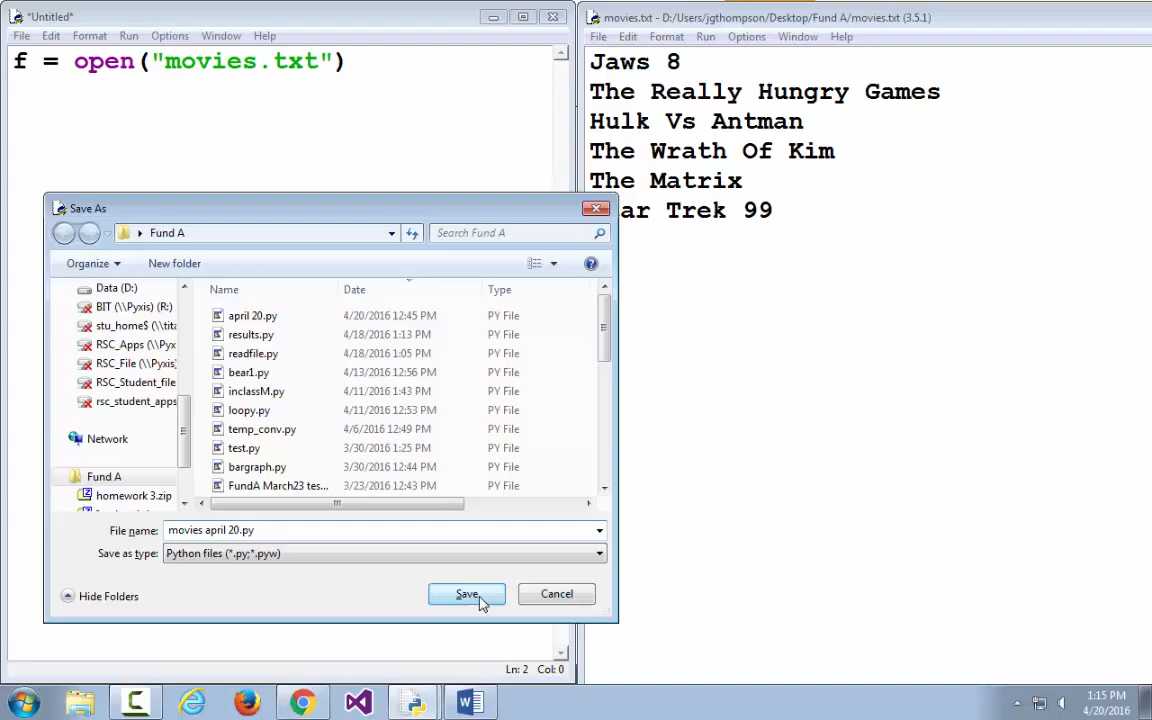 *Untitled*
File Edit Format Run Options Window Help
f = open("movies.txt")
movies.txt - D:/Users/jgthompson/Desktop/Fund A/movies.txt (3.5.1)
File Edit Format Run Options Window Help
Jaws 8
The Really Hungry Games
Hulk Vs Antman
The Wrath Of Kim
The Matrix
ar Trek 99
Save As
Fund A
Search Fund A
Organize New folder
Data (D:)
BIT (\\Pyxis) (R:)
stu_home$ (\\tita
RSC_Apps (\\Pyx
RSC_File (\\Pyxis)
RSC_Student_file
rsc_student_apps
Network
Fund A
homework 3.zip
Name Date Type
april 20.py 4/20/2016 12:45 PM PY File
results.py 4/18/2016 1:13 PM PY File
readfile.py 4/18/2016 1:05 PM PY File
bear1.py 4/13/2016 12:56 PM PY File
inclassM.py 4/11/2016 1:43 PM PY File
loopy.py 4/11/2016 12:53 PM PY File
temp_conv.py 4/6/2016 12:49 PM PY File
test.py 3/30/2016 1:25 PM PY File
bargraph.py 3/30/2016 12:44 PM PY File
FundA March23 tes... 3/23/2016 12:43 PM PY File
File name: movies april 20.py
Save as type: Python files (*.py;*.pyw)
Hide Folders Save Cancel
Ln: 2 Col: 0
1:15 PM
4/20/2016